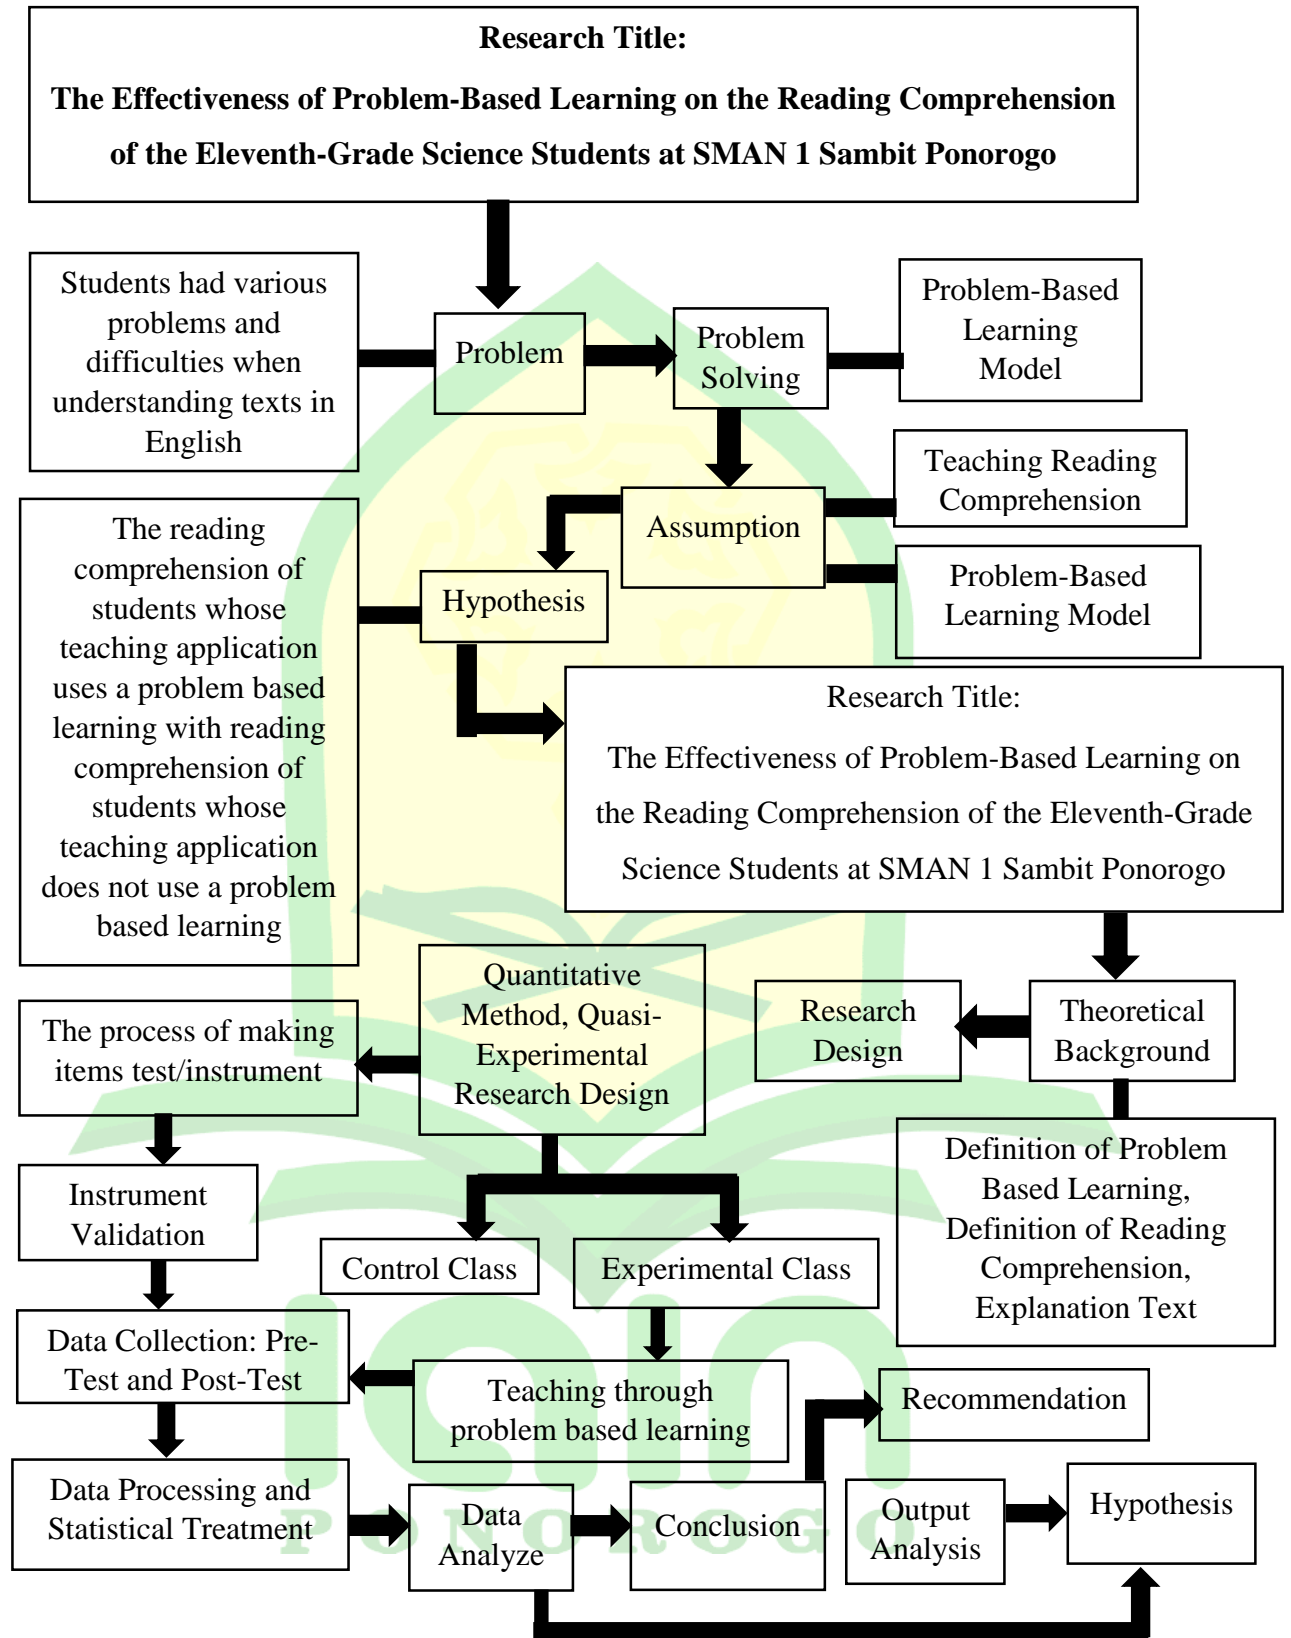 Research Title:
The Effectiveness of Problem-Based Learning on the Reading Comprehension
of the Eleventh-Grade Science Students at SMAN 1 Sambit Ponorogo
Students had various
problems and
difficulties when
understanding texts in
English
Problem
Problem
Solving
Problem-Based
Learning
Model
Teaching Reading
Comprehension
Assumption
Problem-Based
Learning Model
Hypothesis
The reading
comprehension of
students whose
teaching application
uses a problem based
learning with reading
comprehension of
students whose
teaching application
does not use a problem
based learning
Research Title:
The Effectiveness of Problem-Based Learning on
the Reading Comprehension of the Eleventh-Grade
Science Students at SMAN 1 Sambit Ponorogo
Quantitative
Method, Quasi-
Experimental
Research Design
Research
Design
Theoretical
Background
The process of making
items test/instrument
Definition of Problem
Based Learning,
Definition of Reading
Comprehension,
Explanation Text
Instrument
Validation
Control Class
Experimental Class
Data Collection: Pre-
Test and Post-Test
Teaching through
problem based learning
Recommendation
Data Processing and
Statistical Treatment
Data
Analyze
Conclusion
Output
Analysis
Hypothesis
iain
PONOROGO